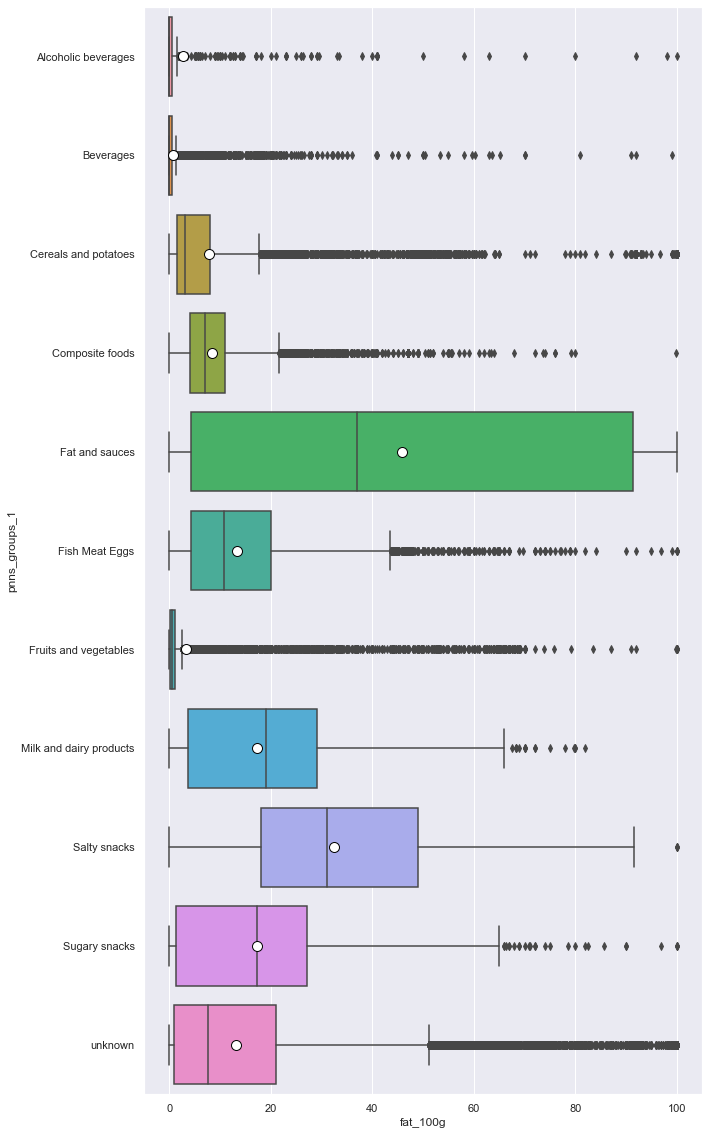 Alcoholic beverages
Beverages
Cereals and potatoes
Composite foods
Fat and sauces
Fish Meat Eggs
Fruits and vegetables
Milk and dairy products
Salty snacks
Sugary snacks
unknown
pnns_groups_1
0 20 40 60 80 100
fat_100g